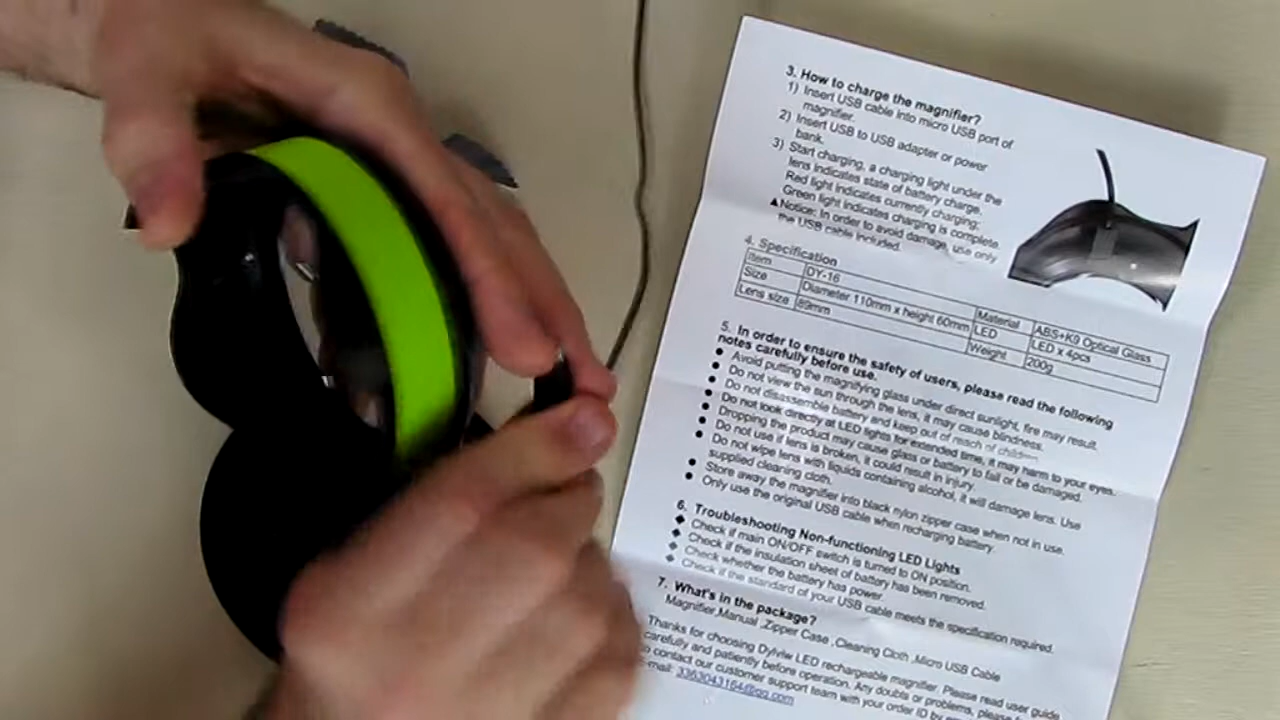 3. How to charge the magnifier?
1) Insert USB cable into micro USB port of
magnifier.
2) Insert USB to USB adapter or power
bank.
3) Start charging, a charging light under the
lens indicates state of battery charge.
Red light indicates currently charging;
Green light indicates charging is complete.
▲Notice: In order to avoid damage, use only
the USB cable included.
4. Specification
Item DY-16 Material ABS+K9 Optical Glass
Size Diameter 110mm x height 60mm LED LED x 4pcs
Lens size 89mm Weight 200g
5. In order to ensure the safety of users, please read the following
notes carefully before use.
● Avoid putting the magnifying glass under direct sunlight, fire may result.
● Do not view the sun through the lens, it may cause blindness.
● Do not disassemble battery and keep out of reach of children.
● Do not look directly at LED lights for extended time, it may harm to your eyes.
● Dropping the product may cause glass or battery to fail or be damaged.
● Do not use if lens is broken, it could result in injury.
● Do not wipe lens with liquids containing alcohol, it will damage lens. Use
supplied cleaning cloth.
● Store away the magnifier into black nylon zipper case when not in use.
● Only use the original USB cable when recharging battery.
6. Troubleshooting Non-functioning LED Lights
◆ Check if main ON/OFF switch is turned to ON position.
◆ Check if the insulation sheet of battery has been removed.
◆ Check whether the battery has power.
◆ Check if the standard of your USB cable meets the specification required.
7. What's in the package?
Magnifier,Manual ,Zipper Case ,Cleaning Cloth ,Micro USB Cable
Thanks for choosing Dylviw LED rechargeable magnifier. Please read user guide
carefully and patiently before operation. Any doubts or problems, please
to contact our customer support team with your order ID by
mail: 3363043164@qq.com